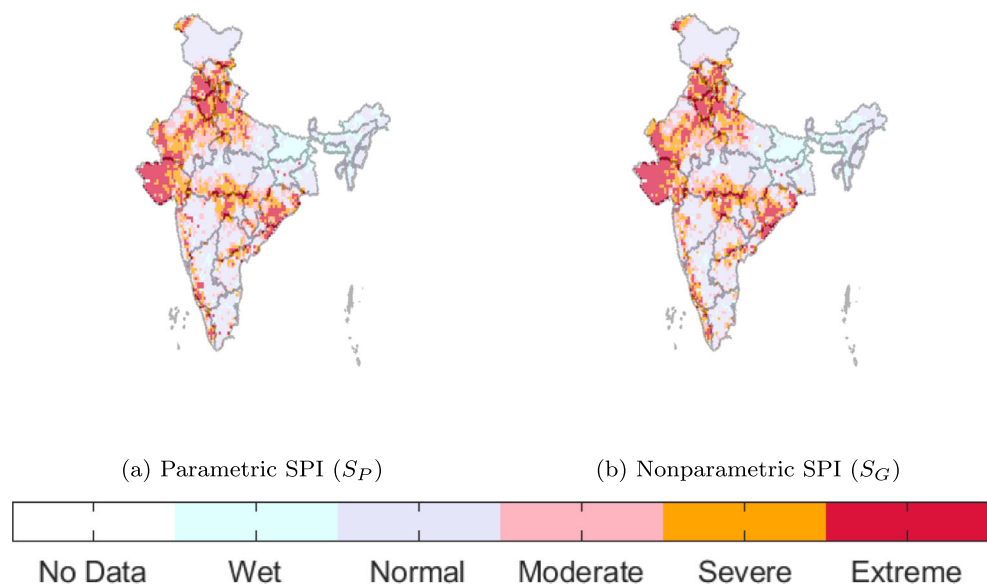 (a) Parametric SPI (S_P)
(b) Nonparametric SPI (S_G)
No Data
Wet
Normal
Moderate
Severe
Extreme